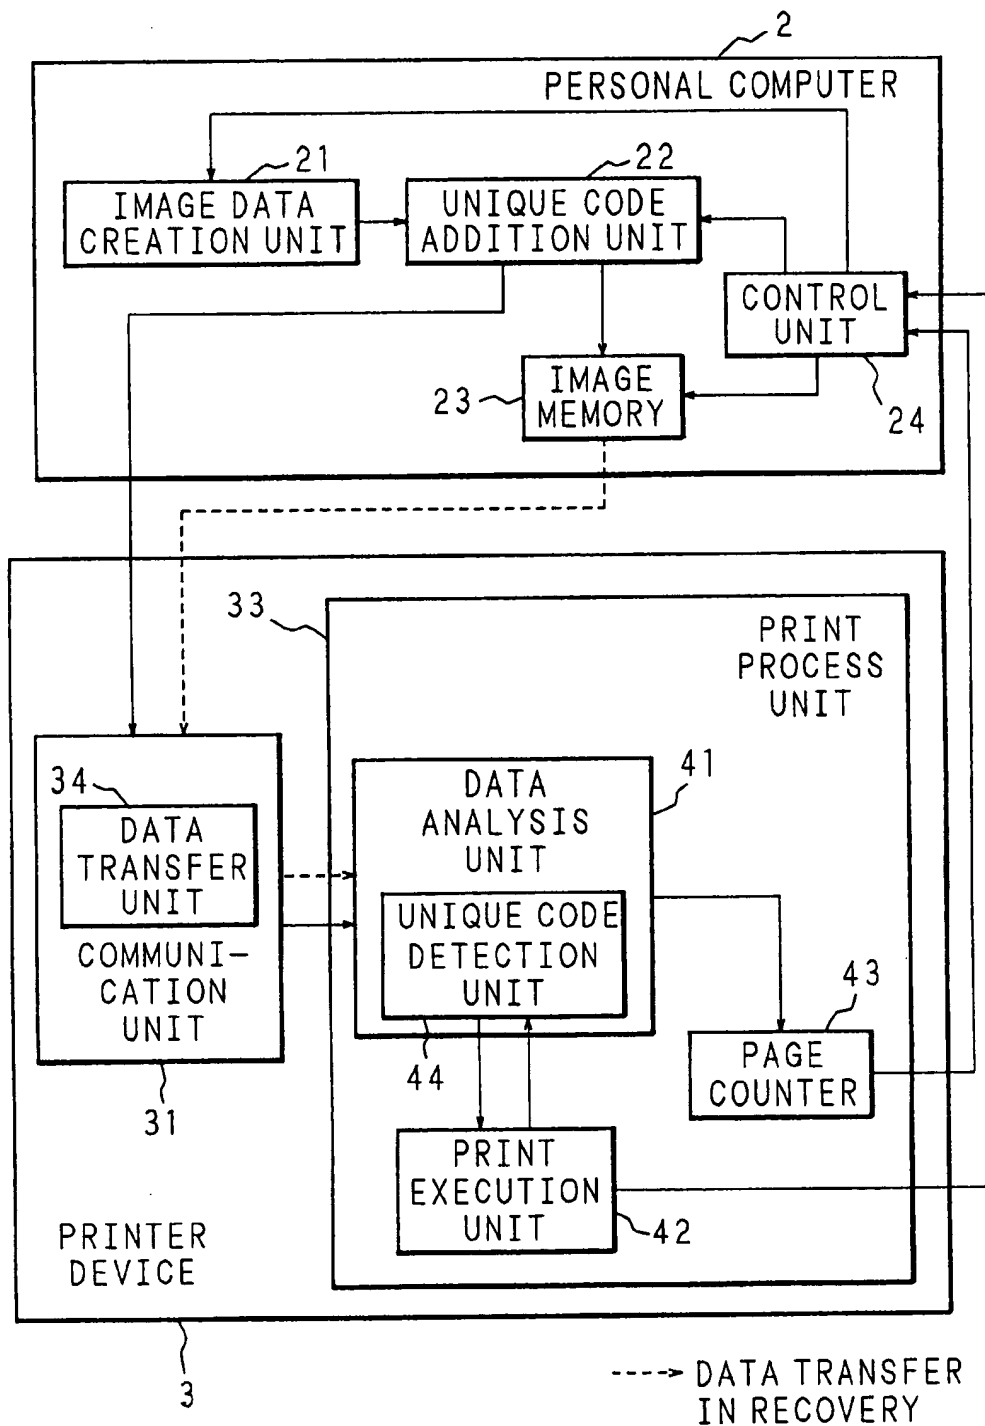 2
PERSONAL COMPUTER
21
22
IMAGE DATA
CREATION UNIT
UNIQUE CODE
ADDITION UNIT
CONTROL
UNIT
23
IMAGE
MEMORY
24
33
PRINT
PROCESS
UNIT
34
DATA
TRANSFER
UNIT
COMMUNI-
CATION
UNIT
31
41
DATA
ANALYSIS
UNIT
UNIQUE CODE
DETECTION
UNIT
44
43
PAGE
COUNTER
PRINT
EXECUTION
UNIT
42
PRINTER
DEVICE
3
DATA TRANSFER
IN RECOVERY